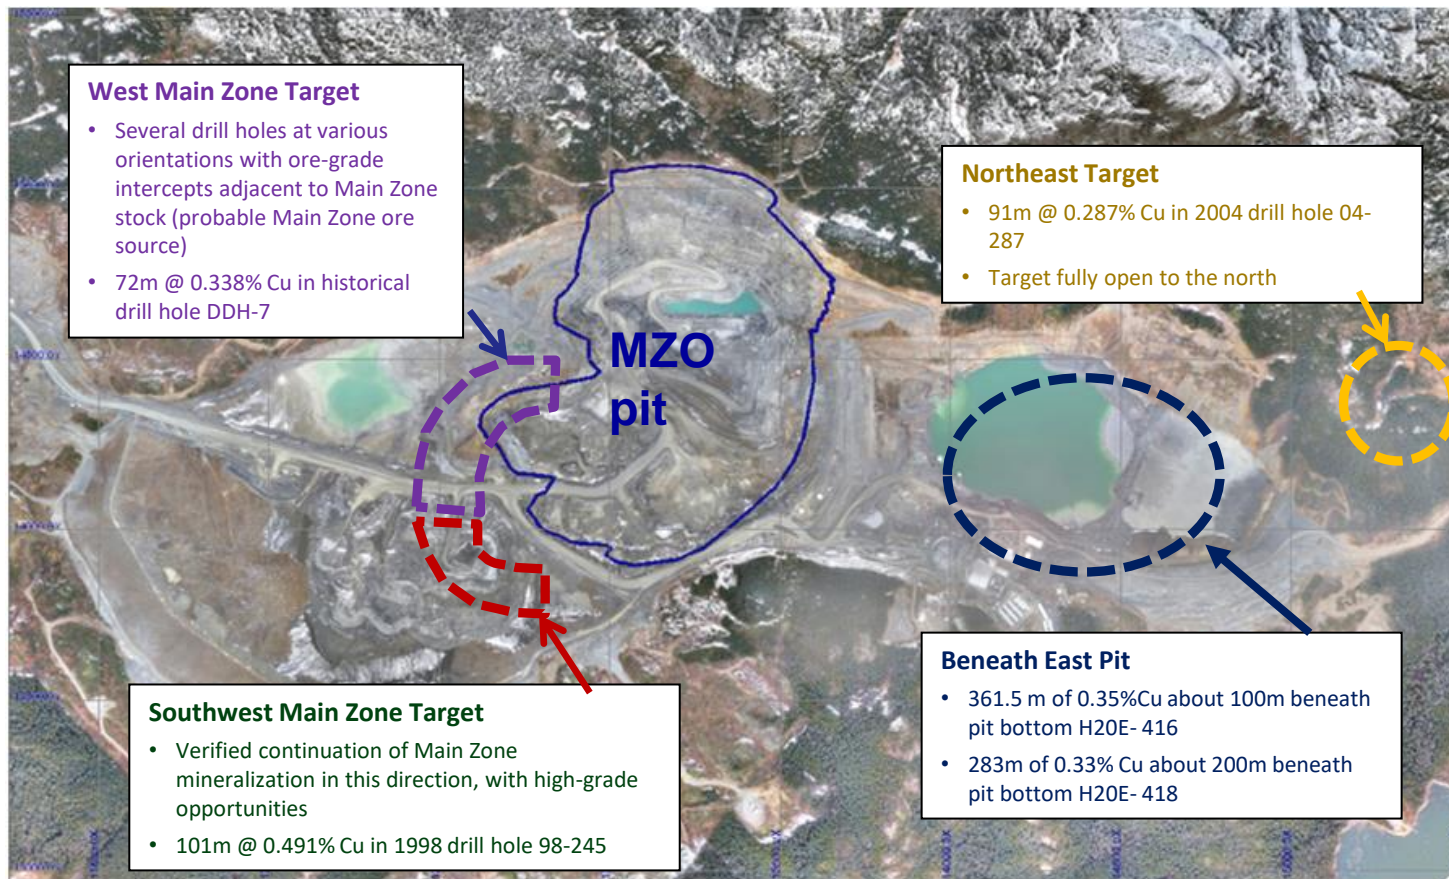 West Main Zone Target
• Several drill holes at various
orientations with ore-grade
intercepts adjacent to Main Zone
stock (probable Main Zone ore
source)
• 72m @ 0.338% Cu in historical
drill hole DDH-7
Northeast Target
• 91m @ 0.287% Cu in 2004 drill hole 04-
287
• Target fully open to the north
MZO
pit
Southwest Main Zone Target
• Verified continuation of Main Zone
mineralization in this direction, with high-grade
opportunities
• 101m @ 0.491% Cu in 1998 drill hole 98-245
Beneath East Pit
• 361.5 m of 0.35%Cu about 100m beneath
pit bottom H20E- 416
• 283m of 0.33% Cu about 200m beneath
pit bottom H20E- 418